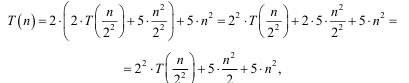 T(n) = 2·(2·T(n/2²)+5·n²/2²)+5·n² = 2²·T(n/2²)+2·5·n²/2²+5·n² =
= 2²·T(n/2²)+5·n²/2+5·n²,